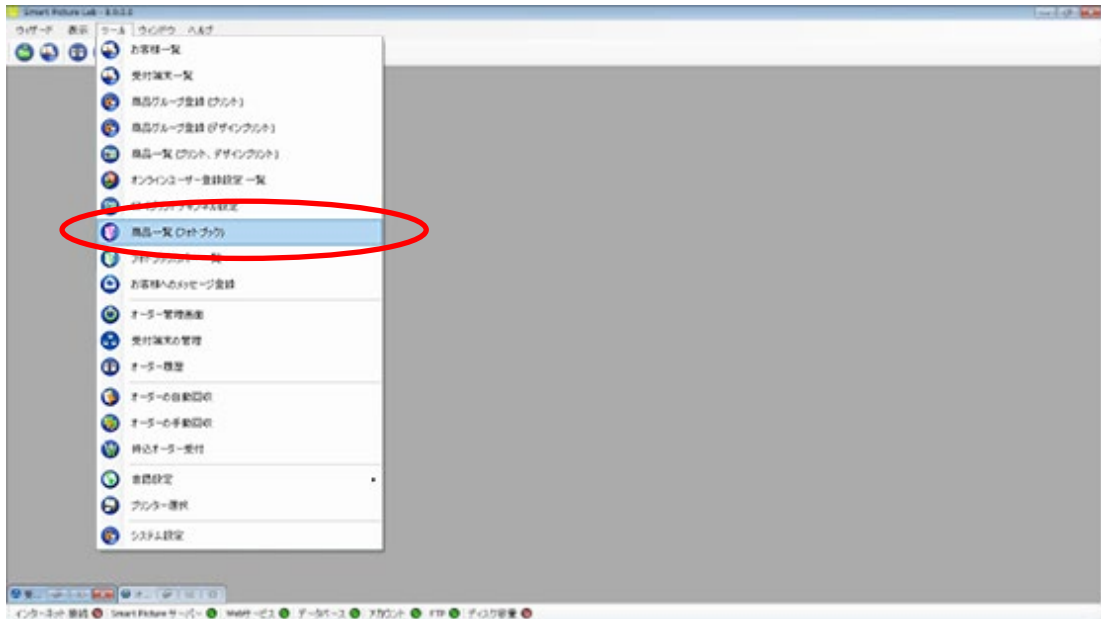 Smart Picture Lab - 8.9.0.0
ウィザード 表示 ツール ウィンドウ ヘルプ
お客様一覧
受付端末一覧
商品グループ登録 (プリント)
商品グループ登録 (デザインプリント)
商品一覧 (プリント、デザインプリント)
オンラインユーザー登録設定 一覧
商品一覧 (フォトブック)
お客様へのメッセージ登録
オーダー管理画面
受付端末の管理
オーダー履歴
オーダーの自動回収
オーダーの手動回収
持込オーダー受付
言語設定
プリンター選択
システム設定
インターネット接続 Smart Picture サーバー Webサービス データベース アカウント FTP ディスク容量